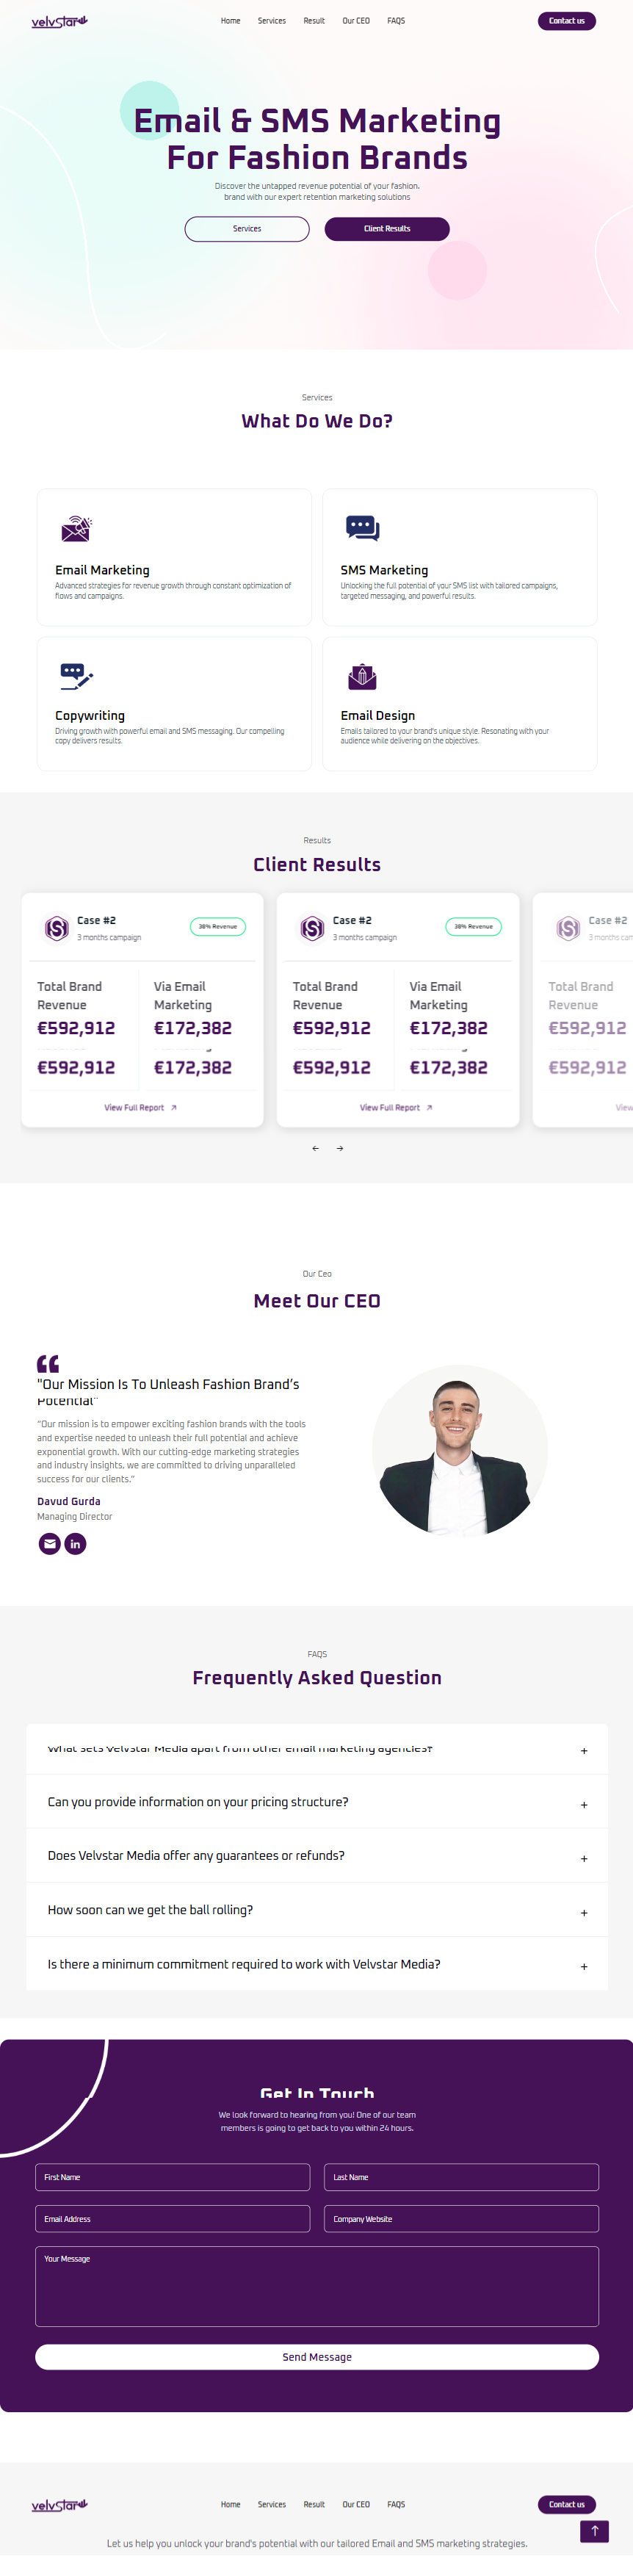 velvStar
Home Services Result Our CEO FAQS
Contact us
Email & SMS Marketing
For Fashion Brands
Discover the untapped revenue potential of your fashion.
brand with our expert retention marketing solutions
Services
Client Results
Services
What Do We Do?
Email Marketing
Advanced strategies for revenue growth through constant optimization of
flows and campaigns.
SMS Marketing
Unlocking the full potential of your SMS list with tailored campaigns,
targeted messaging, and powerful results.
Copywriting
Driving growth with powerful email and SMS messaging. Our compelling
copy delivers results.
Email Design
Emails tailored to your brand's unique style. Resonating with your
audience while delivering on the objectives.
Results
Client Results
Case #2
3 months campaign
38% Revenue
Total Brand
Revenue
€592,912
€592,912
Via Email
Marketing
€172,382
€172,382
View Full Report
Case #2
3 months campaign
38% Revenue
Total Brand
Revenue
€592,912
€592,912
Via Email
Marketing
€172,382
€172,382
View Full Report
Case #2
3 months cam
Total Brand
Revenue
€592,912
€592,912
View
← →
Our Ceo
Meet Our CEO
"Our Mission Is To Unleash Fashion Brand’s
Potential"
“Our mission is to empower exciting fashion brands with the tools
and expertise needed to unleash their full potential and achieve
exponential growth. With our cutting-edge marketing strategies
and industry insights, we are committed to driving unparalleled
success for our clients.”
Davud Gurda
Managing Director
in
FAQS
Frequently Asked Question
What sets Velvstar Media apart from other email marketing agencies?
+
Can you provide information on your pricing structure?
+
Does Velvstar Media offer any guarantees or refunds?
+
How soon can we get the ball rolling?
+
Is there a minimum commitment required to work with Velvstar Media?
+
Get In Touch
We look forward to hearing from you! One of our team
members is going to get back to you within 24 hours.
First Name
Last Name
Email Address
Company Website
Your Message
Send Message
velvStar
Home Services Result Our CEO FAQS
Contact us
Let us help you unlock your brand's potential with our tailored Email and SMS marketing strategies.